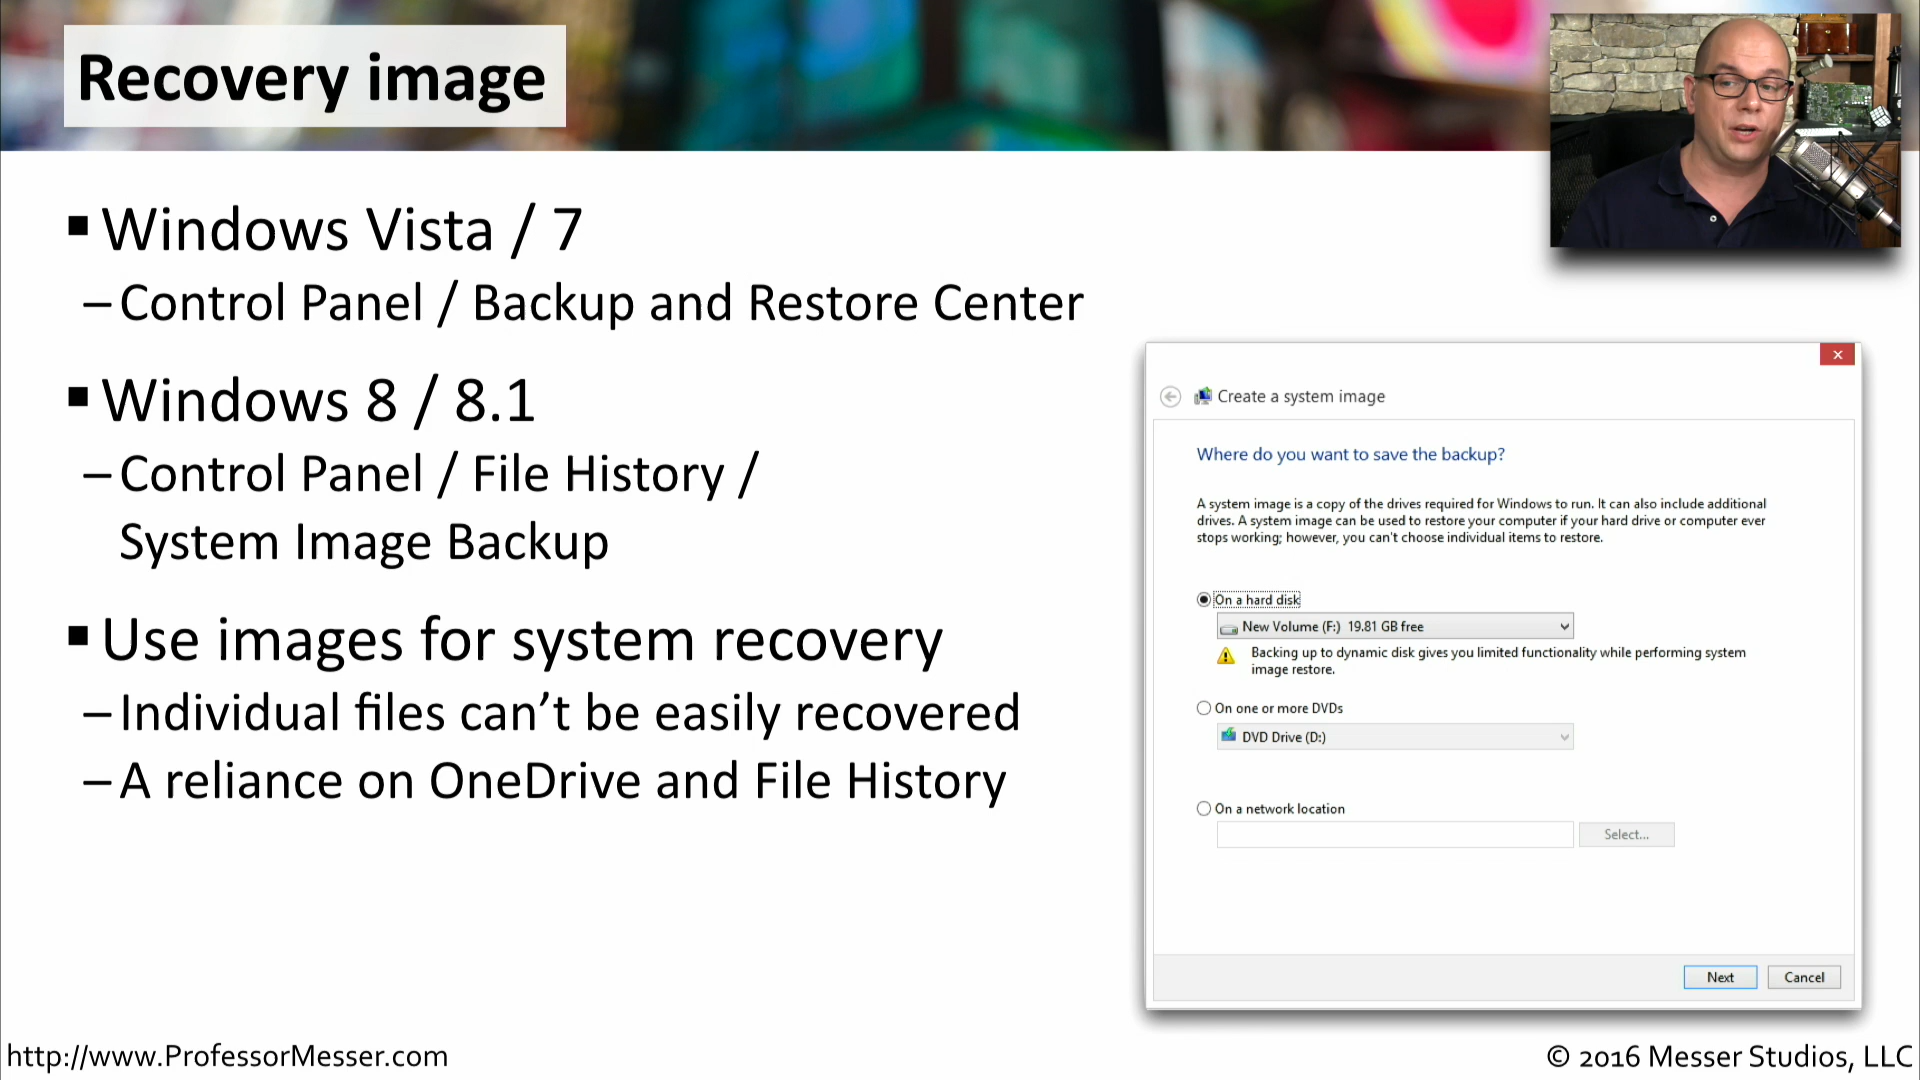 Recovery image
▪ Windows Vista / 7
– Control Panel / Backup and Restore Center
▪ Windows 8 / 8.1
– Control Panel / File History /
System Image Backup
▪ Use images for system recovery
– Individual files can’t be easily recovered
– A reliance on OneDrive and File History
Create a system image
Where do you want to save the backup?
A system image is a copy of the drives required for Windows to run. It can also include additional
drives. A system image can be used to restore your computer if your hard drive or computer ever
stops working; however, you can't choose individual items to restore.
On a hard disk
New Volume (F:) 19.81 GB free
Backing up to dynamic disk gives you limited functionality while performing system
image restore.
On one or more DVDs
DVD Drive (D:)
On a network location
Select...
Next
Cancel
http://www.ProfessorMesser.com
© 2016 Messer Studios, LLC